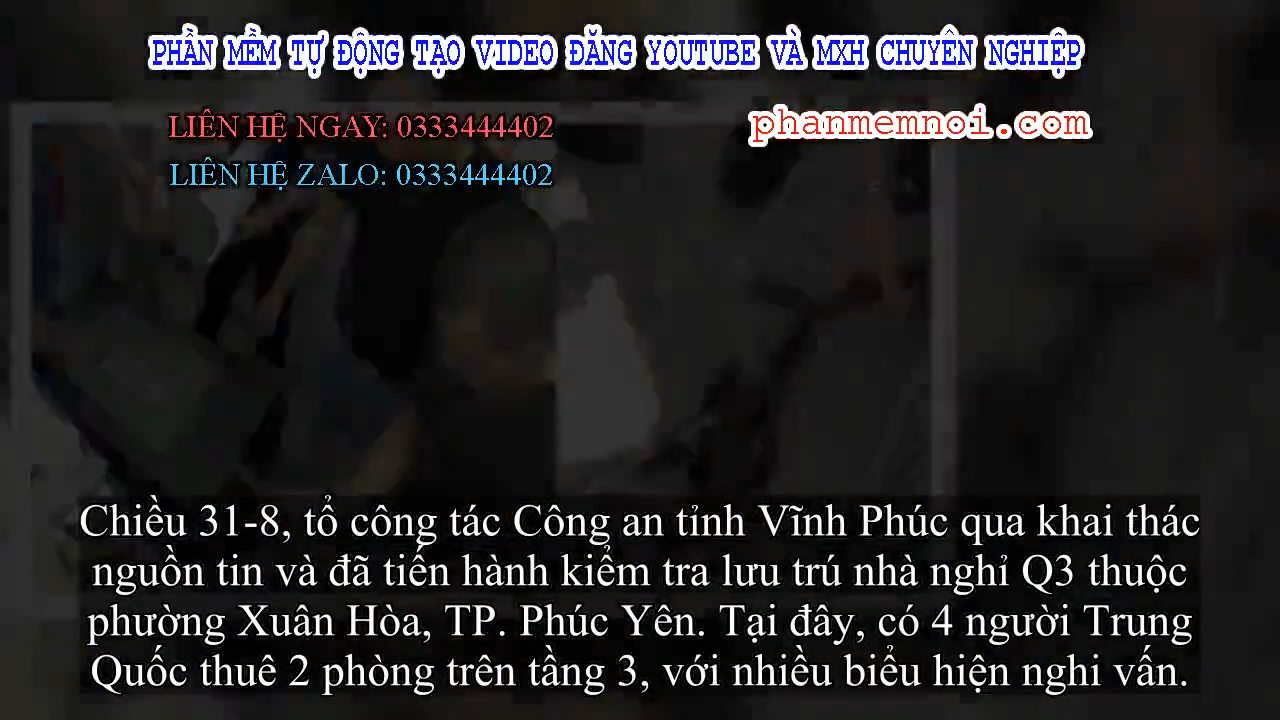 PHẦN MỀM TỰ ĐỘNG TẠO VIDEO ĐĂNG YOUTUBE VÀ MXH CHUYÊN NGHIỆP
LIÊN HỆ NGAY: 0333444402
phanmemnoi.com
LIÊN HỆ ZALO: 0333444402
Chiều 31-8, tổ công tác Công an tỉnh Vĩnh Phúc qua khai thác
nguồn tin và đã tiến hành kiểm tra lưu trú nhà nghỉ Q3 thuộc
phường Xuân Hòa, TP. Phúc Yên. Tại đây, có 4 người Trung
Quốc thuê 2 phòng trên tầng 3, với nhiều biểu hiện nghi vấn.